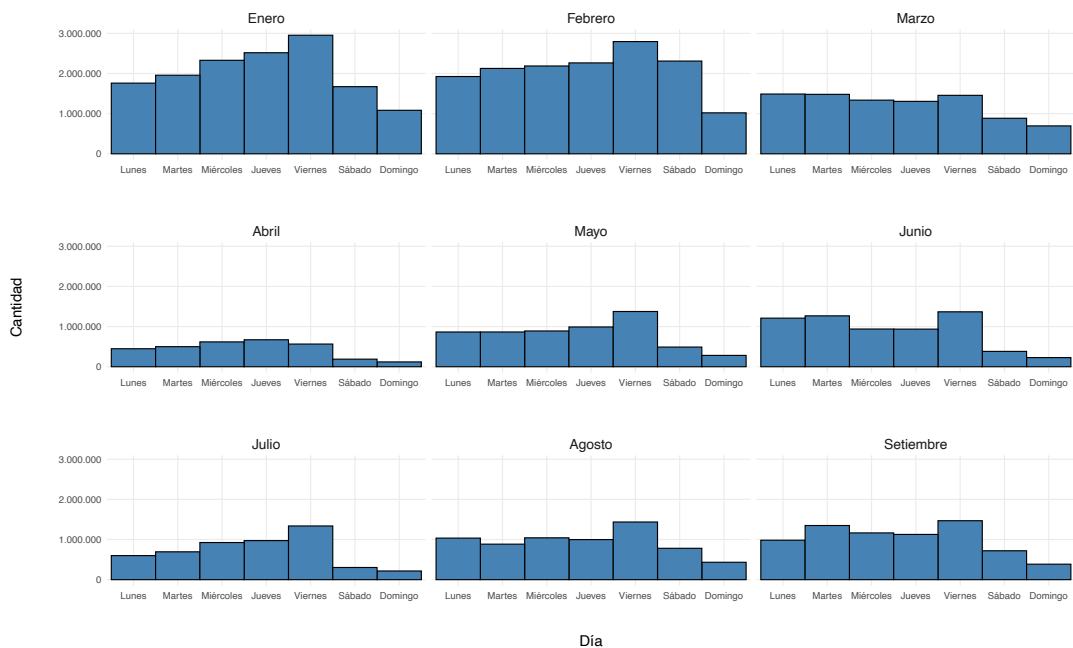 Enero Febrero Marzo
3.000.000
2.000.000
1.000.000
0
Lunes Martes Miércoles Jueves Viernes Sábado Domingo Lunes Martes Miércoles Jueves Viernes Sábado Domingo Lunes Martes Miércoles Jueves Viernes Sábado Domingo
Abril Mayo Junio
3.000.000
2.000.000
1.000.000
0
Lunes Martes Miércoles Jueves Viernes Sábado Domingo Lunes Martes Miércoles Jueves Viernes Sábado Domingo Lunes Martes Miércoles Jueves Viernes Sábado Domingo
Cantidad
Julio Agosto Setiembre
3.000.000
2.000.000
1.000.000
0
Lunes Martes Miércoles Jueves Viernes Sábado Domingo Lunes Martes Miércoles Jueves Viernes Sábado Domingo Lunes Martes Miércoles Jueves Viernes Sábado Domingo
Día